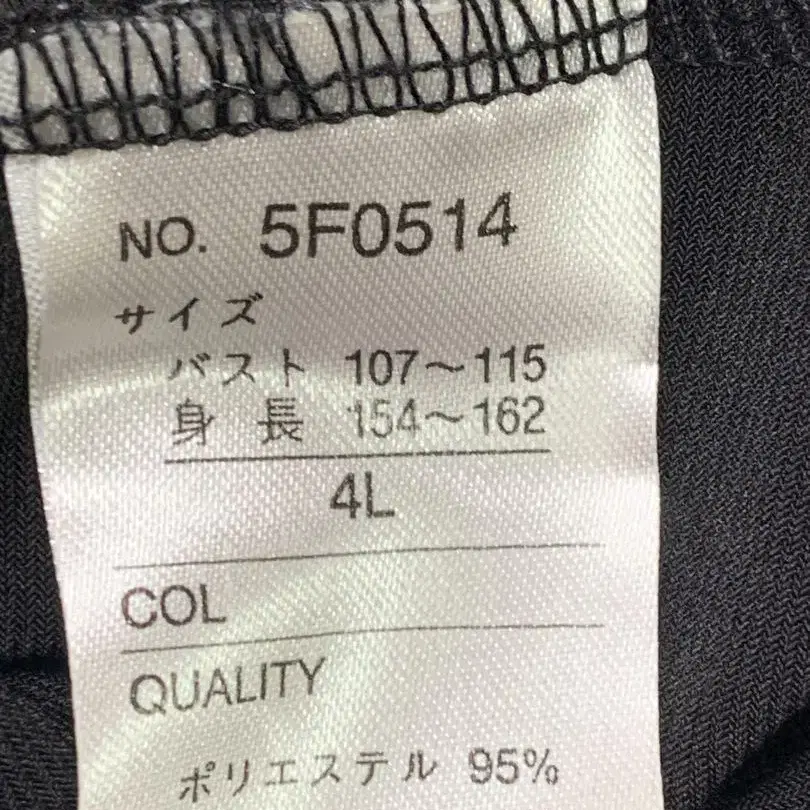 NO. 5F0514
サイズ
バスト 107～115
身 長 154～162
4L
COL
QUALITY
ポリエステル 95%